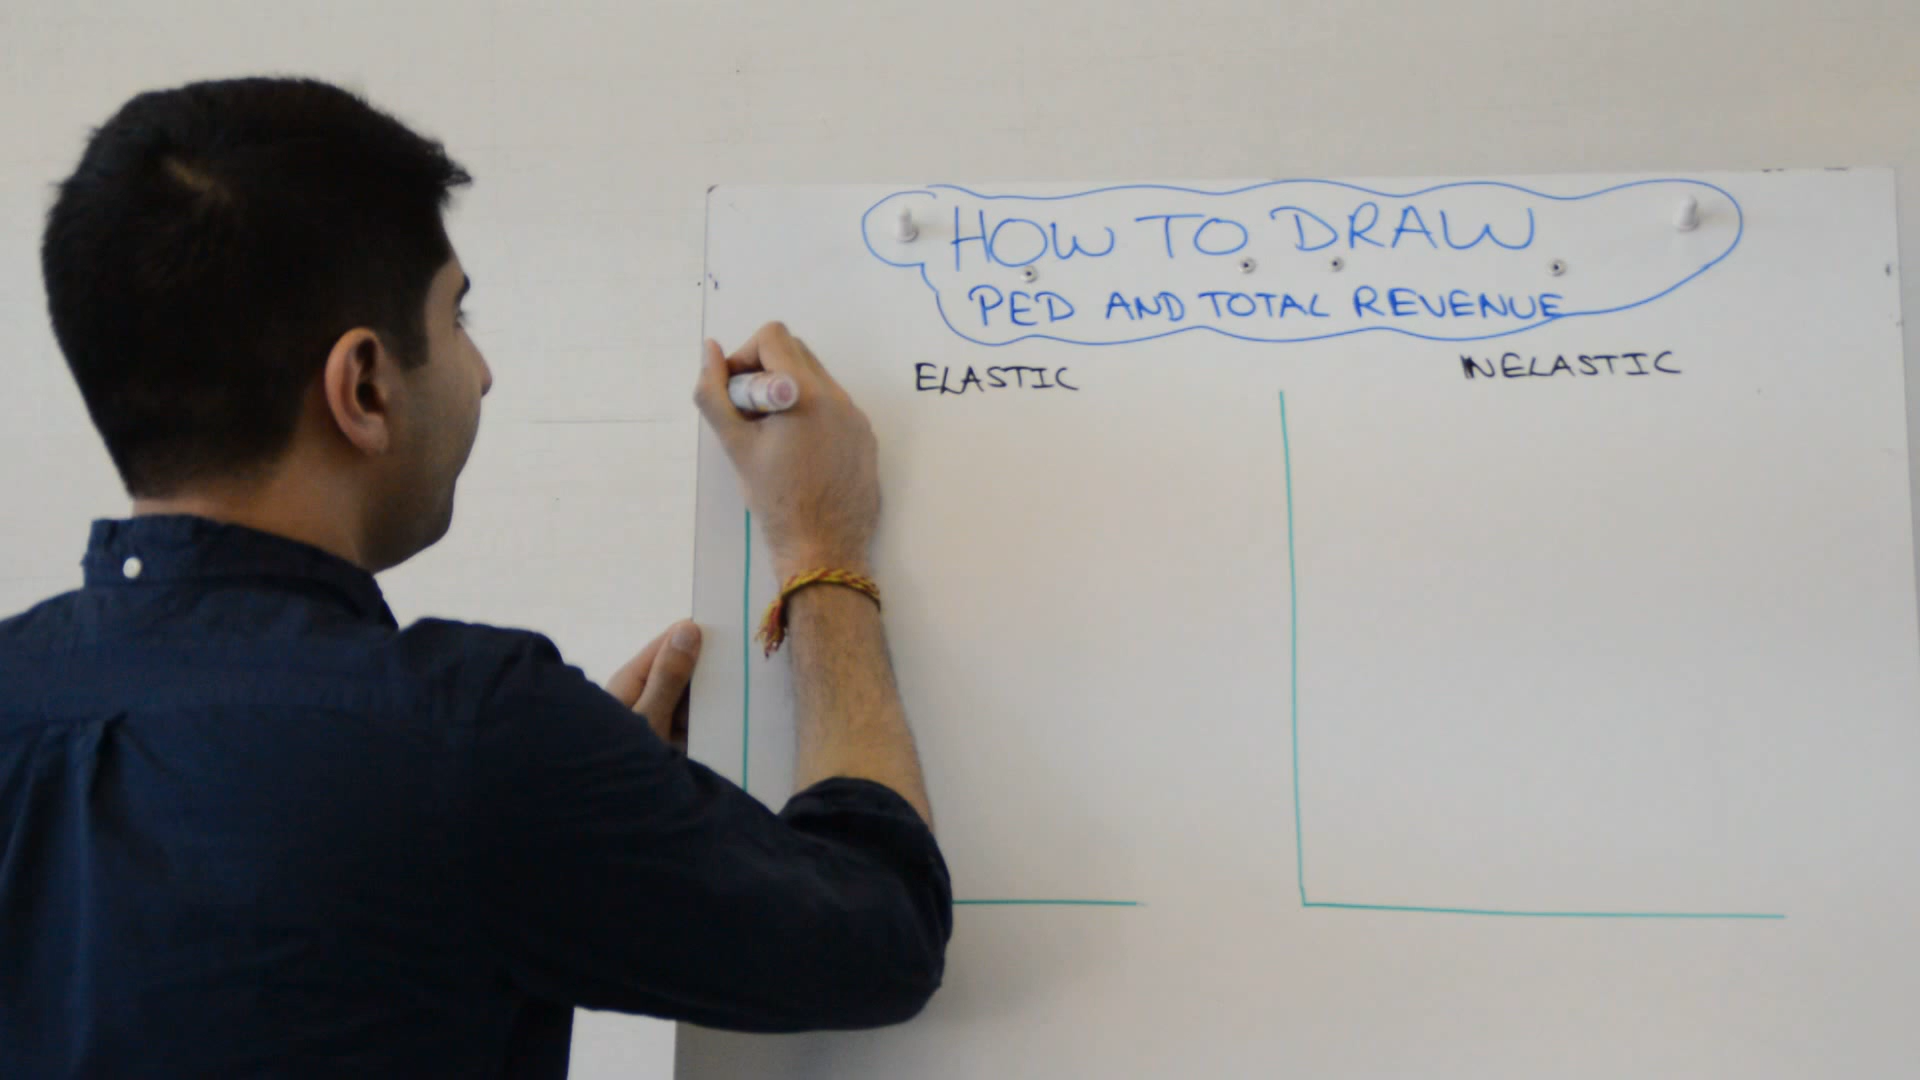 HOW TO DRAW
PED AND TOTAL REVENUE
ELASTIC
INELASTIC